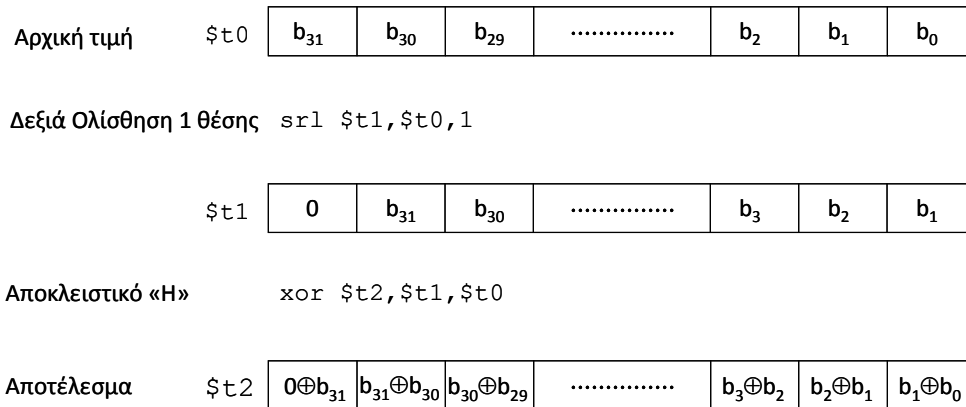 Αρχική τιμή $t0 b31 b30 b29 ............... b2 b1 b0
Δεξιά Ολίσθηση 1 θέσης srl $t1,$t0,1
$t1 0 b31 b30 ............... b3 b2 b1
Αποκλειστικό «Η» xor $t2,$t1,$t0
Αποτέλεσμα $t2 0⊕b31 b31⊕b30 b30⊕b29 ............... b3⊕b2 b2⊕b1 b1⊕b0